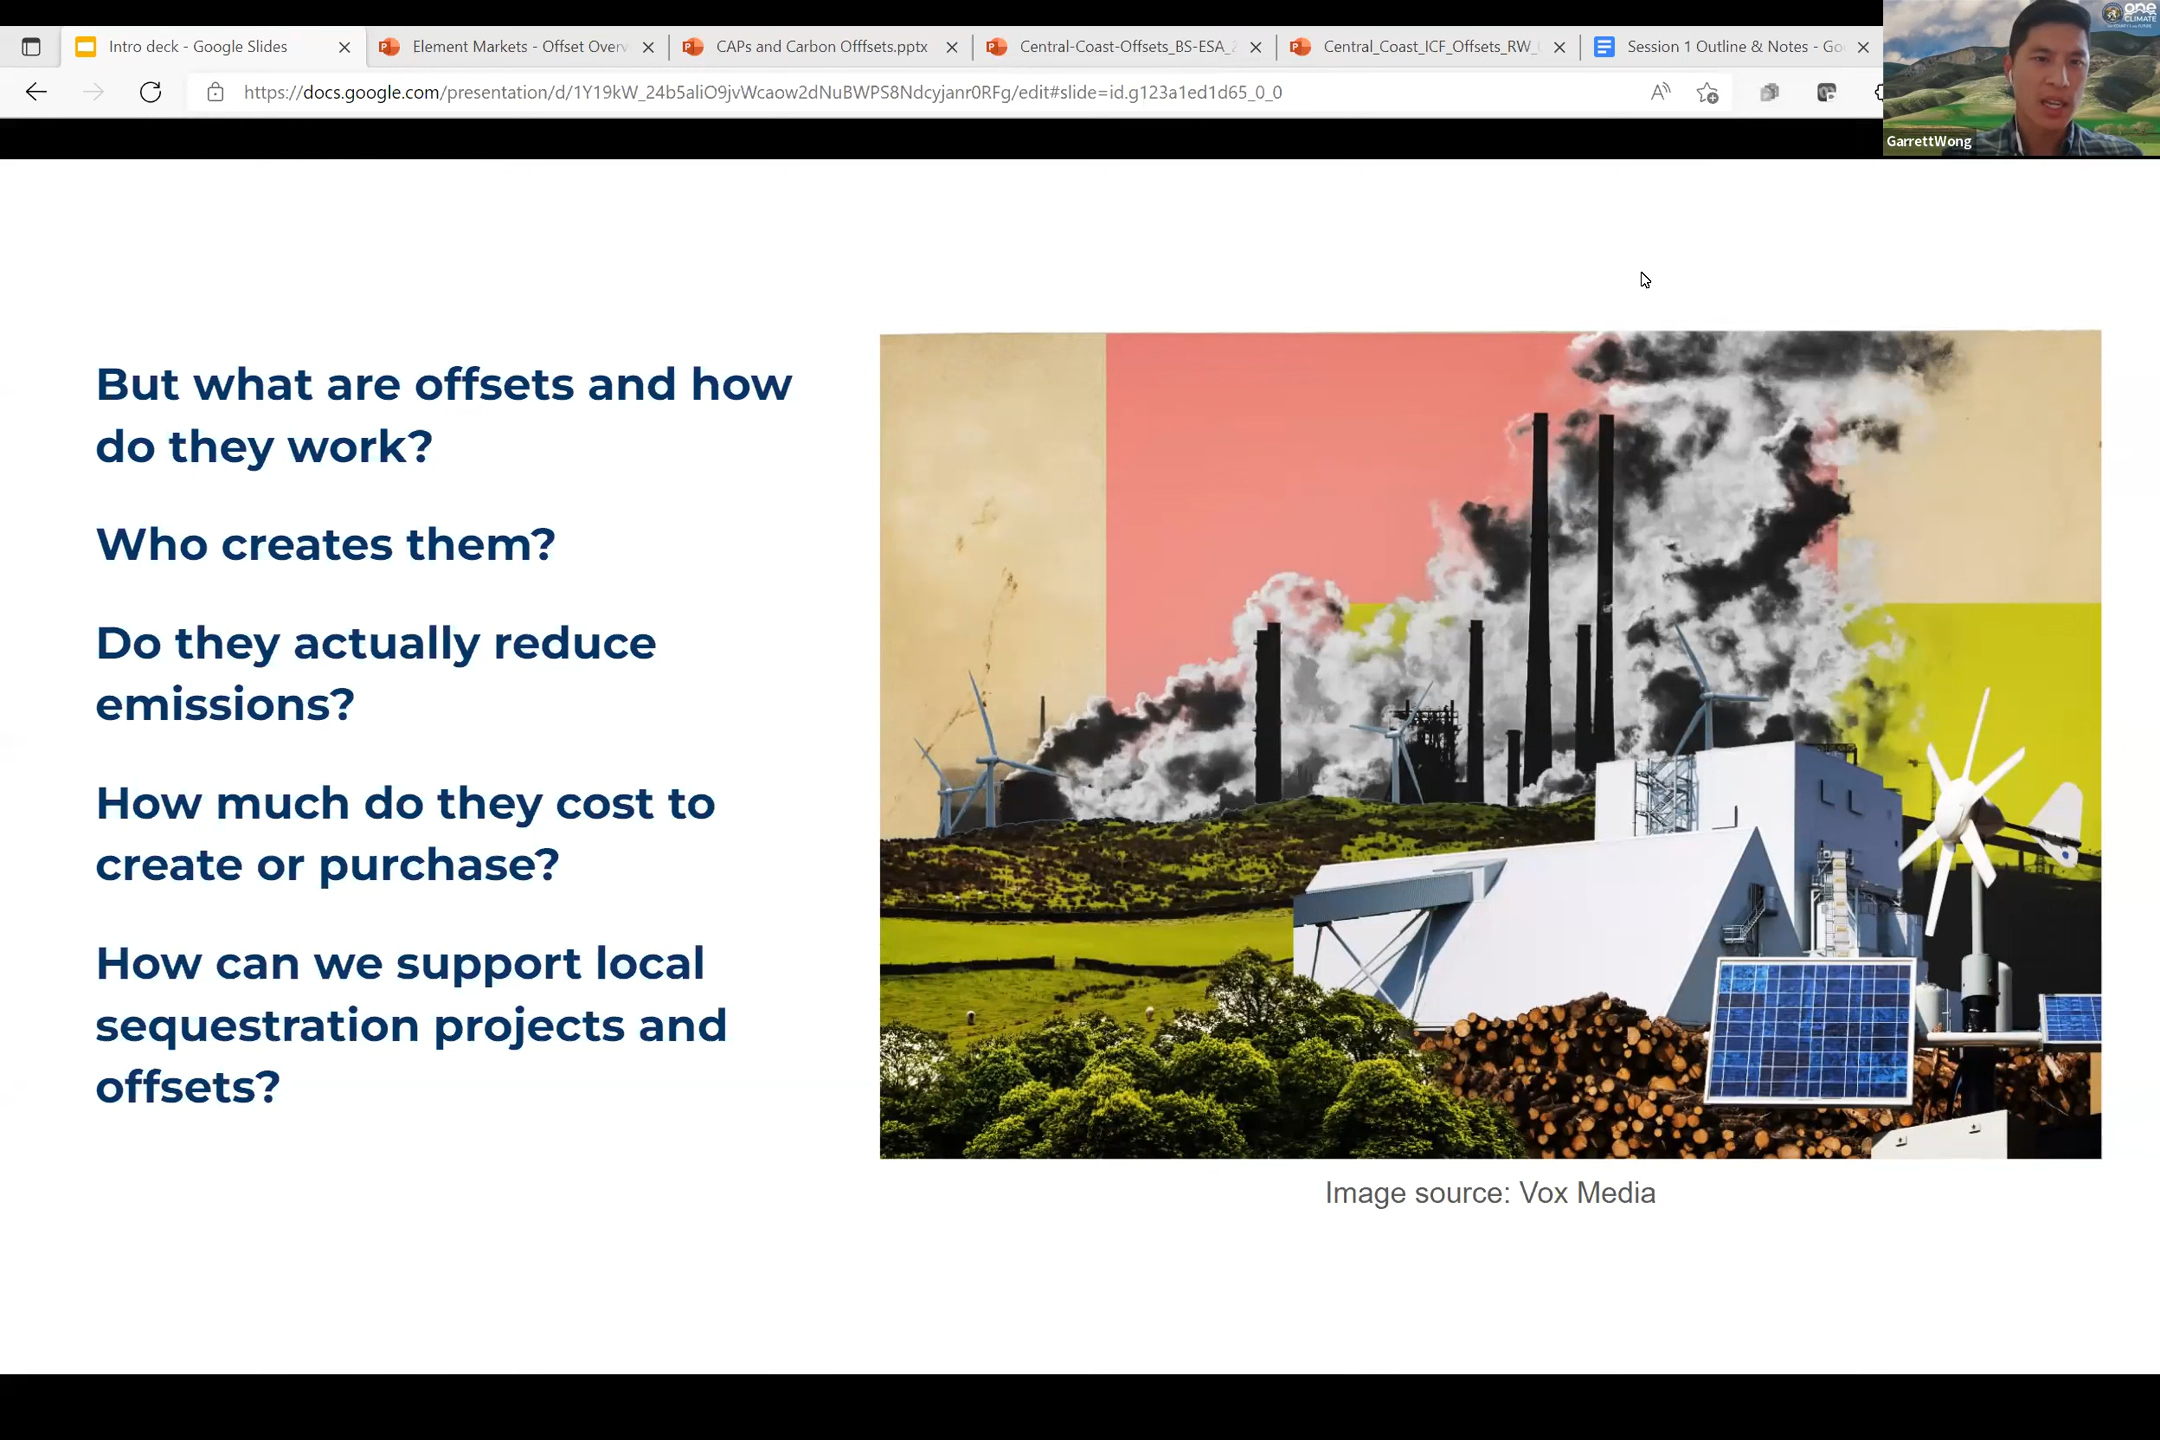 Intro deck - Google Slides
Element Markets - Offset Overv
CAPs and Carbon Offfsets.pptx
Central-Coast-Offsets_BS-ESA_
Central_Coast_ICF_Offsets_RW_
Session 1 Outline & Notes - Go
https://docs.google.com/presentation/d/1Y19kW_24b5aliO9jvWcaow2dNuBWPS8Ndcyjanr0RFg/edit#slide=id.g123a1ed1d65_0_0
one
CLIMATE
GarrettWong
But what are offsets and how
do they work?
Who creates them?
Do they actually reduce
emissions?
How much do they cost to
create or purchase?
How can we support local
sequestration projects and
offsets?
Image source: Vox Media